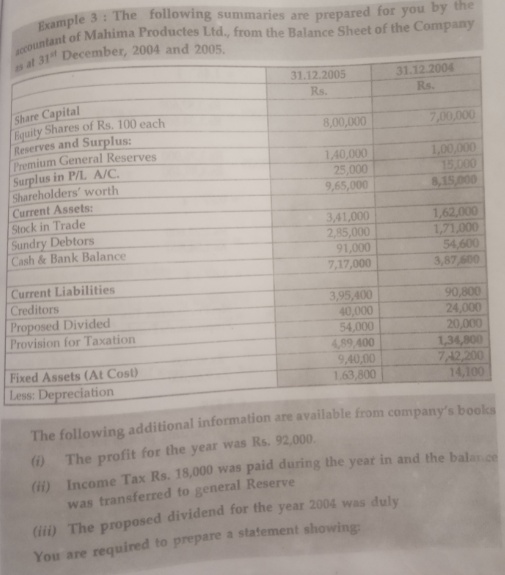 Example 3 : The following summaries are prepared for you by the
accountant of Mahima Productes Ltd., from the Balance Sheet of the Company
as at 31st December, 2004 and 2005.
31.12.2005 31.12.2004
Rs. Rs.
Share Capital
Equily Shares of Rs. 100 each 8,00,000 7,00,000
Reserves and Surplus:
Premium General Reserves 1,40,000 1,00,000
Surplus in P/L A/C. 25,000 15,000
Shareholders' worth 9,65,000 8,15,000
Current Assets:
Stock in Trade 3,41,000 1,62,000
Sundry Debtors 2,85,000 1,71,000
Cash & Bank Balance 91,000 54,600
7,17,000 3,87,600
Current Liabilities
Creditors 3,95,400 90,800
Proposed Divided 40,000 24,000
Provision for Taxation 54,000 20,000
4,89,400 1,34,800
Fixed Assets (At Cost) 9,40,00 7,42,200
Less: Depreciation 1,63,800 14,100
The following additional information are available from company's books
(i) The profit for the year was Rs. 92,000.
(ii) Income Tax Rs. 18,000 was paid during the year in and the balance
was transferred to general Reserve
(iii) The proposed dividend for the year 2004 was duly
You are required to prepare a statement showing: